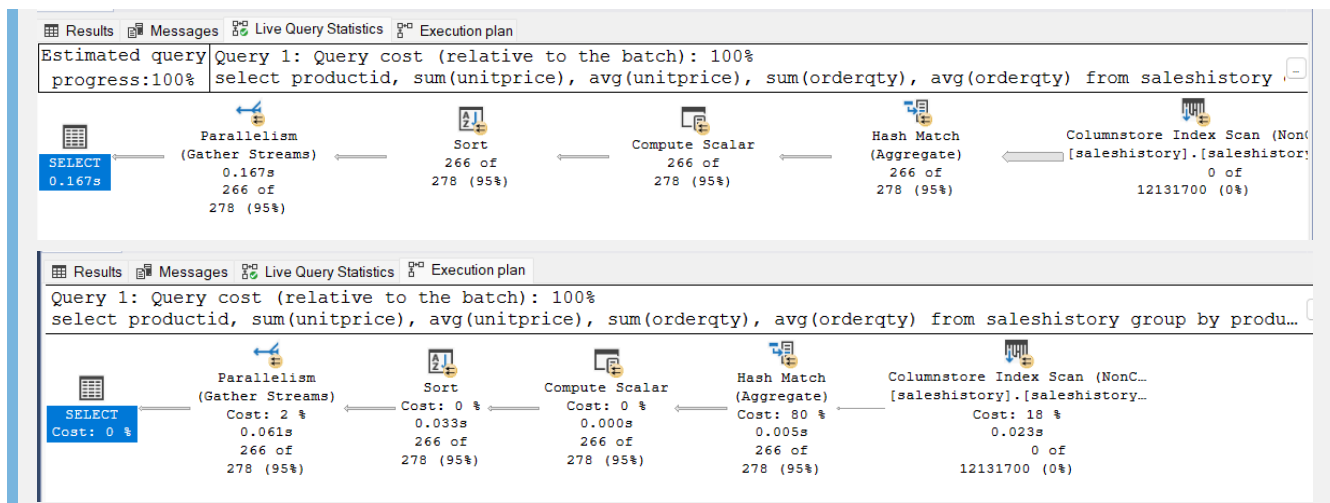 Results Messages Live Query Statistics Execution plan
Estimated query Query 1: Query cost (relative to the batch): 100%
progress:100% select productid, sum(unitprice), avg(unitprice), sum(orderqty), avg(orderqty) from saleshistory
Parallelism
(Gather Streams)
0.167s
266 of
278 (95%)
Sort
266 of
278 (95%)
Compute Scalar
266 of
278 (95%)
Hash Match
(Aggregate)
266 of
278 (95%)
Columnstore Index Scan (Non
[saleshistory].[saleshistory
0 of
12131700 (0%)
SELECT
0.167s
Results Messages Live Query Statistics Execution plan
Query 1: Query cost (relative to the batch): 100%
select productid, sum(unitprice), avg(unitprice), sum(orderqty), avg(orderqty) from saleshistory group by produ…
SELECT
Cost: 0 %
Parallelism
(Gather Streams)
Cost: 2 %
0.061s
266 of
278 (95%)
Sort
Cost: 0 %
0.033s
266 of
278 (95%)
Compute Scalar
Cost: 0 %
0.000s
266 of
278 (95%)
Hash Match
(Aggregate)
Cost: 80 %
0.005s
266 of
278 (95%)
Columnstore Index Scan (NonC…
[saleshistory].[saleshistory…
Cost: 18 %
0.023s
0 of
12131700 (0%)